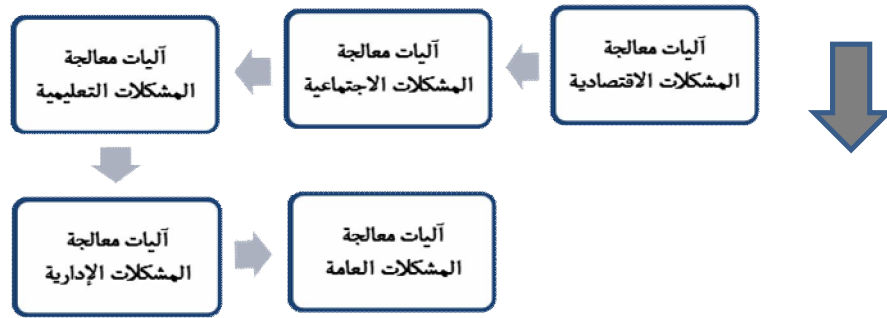 آليات معالجة
المشكلات الاقتصادية
آليات معالجة
المشكلات الاجتماعية
آليات معالجة
المشكلات التعليمية
آليات معالجة
المشكلات الإدارية
آليات معالجة
المشكلات العامة